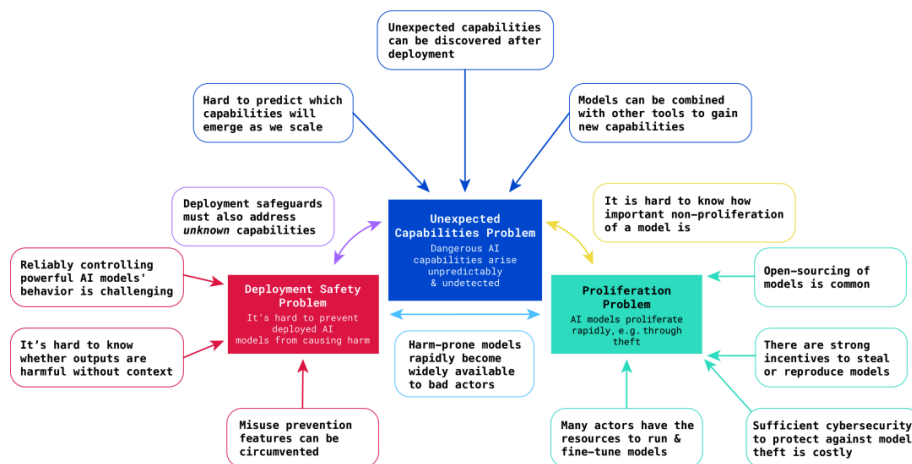 Unexpected capabilities
can be discovered after
deployment
Hard to predict which
capabilities will
emerge as we scale
Models can be combined
with other tools to gain
new capabilities
Deployment safeguards
must also address
unknown capabilities
Unexpected
Capabilities Problem
Dangerous AI
capabilities arise
unpredictably
& undetected
It is hard to know how
important non-proliferation
of a model is
Reliably controlling
powerful AI models'
behavior is challenging
Deployment Safety
Problem
It's hard to prevent
deployed AI
models from causing harm
Proliferation
Problem
AI models proliferate
rapidly, e.g. through
theft
Open-sourcing of
models is common
It's hard to know
whether outputs are
harmful without context
Harm-prone models
rapidly become
widely available
to bad actors
There are strong
incentives to steal
or reproduce models
Misuse prevention
features can be
circumvented
Many actors have the
resources to run &
fine-tune models
Sufficient cybersecurity
to protect against model
theft is costly